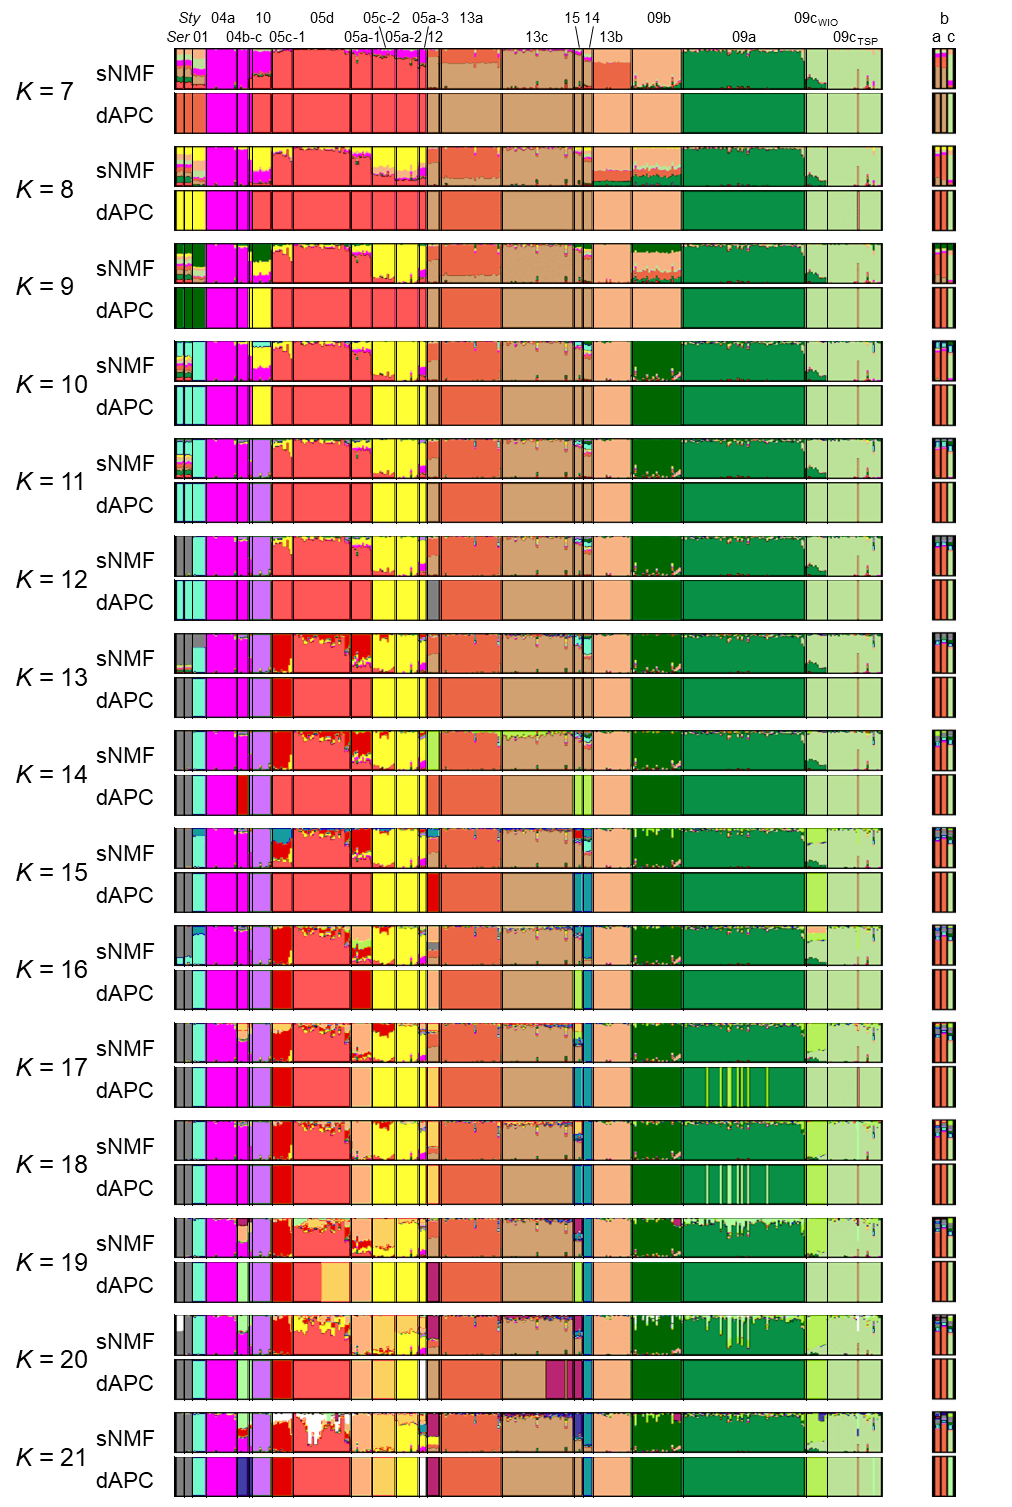 Sty 04a 10 05d 05c-2 05a-3 13a 15 14 09b 09cWIO b
Ser 01 04b-c 05c-1 05a-1 05a-2 12 13c 13b 09a 09cTSP a c
sNMF
K = 7
dAPC
sNMF
K = 8
dAPC
sNMF
K = 9
dAPC
sNMF
K = 10
dAPC
sNMF
K = 11
dAPC
sNMF
K = 12
dAPC
sNMF
K = 13
dAPC
sNMF
K = 14
dAPC
sNMF
K = 15
dAPC
sNMF
K = 16
dAPC
sNMF
K = 17
dAPC
sNMF
K = 18
dAPC
sNMF
K = 19
dAPC
sNMF
K = 20
dAPC
sNMF
K = 21
dAPC